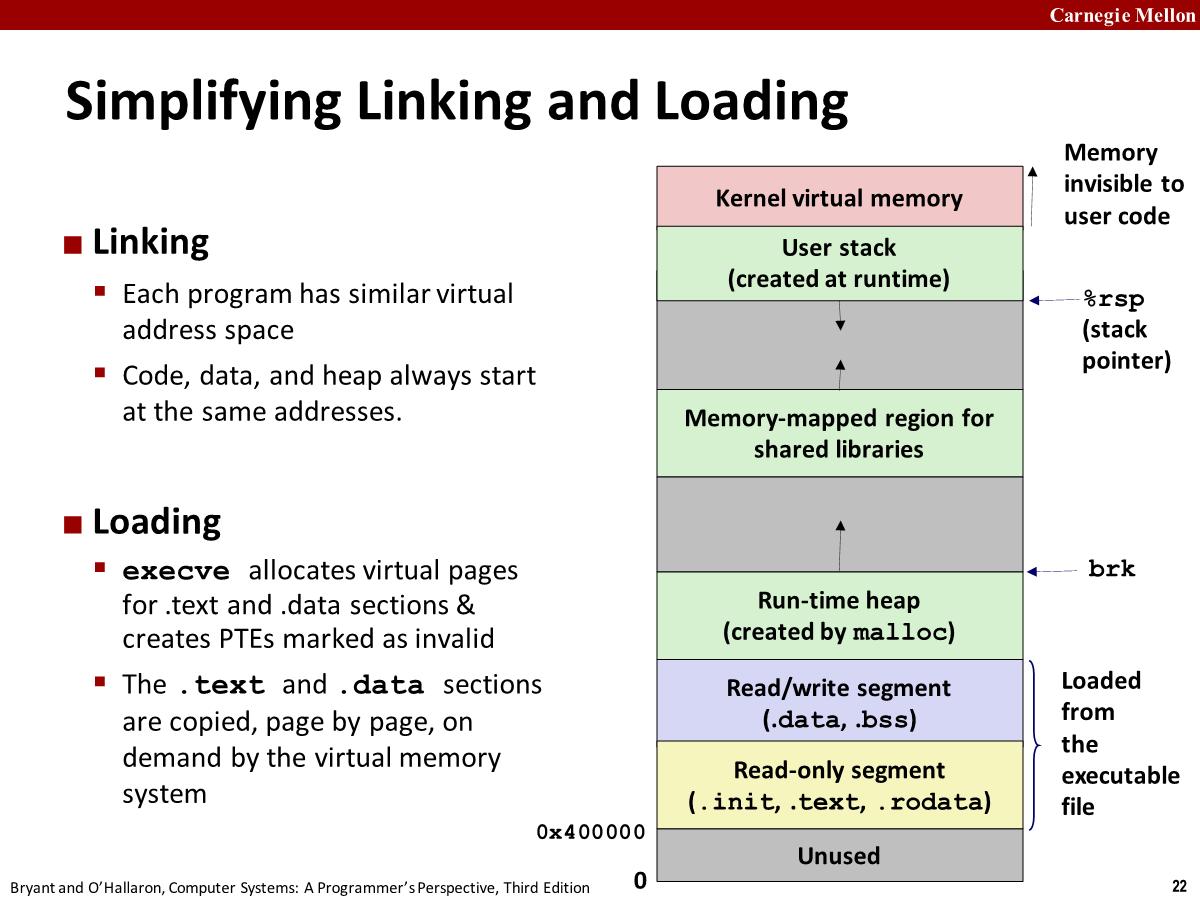 Carnegie Mellon
Simplifying Linking and Loading
Linking
Each program has similar virtual
address space
Code, data, and heap always start
at the same addresses.
Loading
execve allocates virtual pages
for .text and .data sections &
creates PTEs marked as invalid
The .text and .data sections
are copied, page by page, on
demand by the virtual memory
system
Kernel virtual memory
User stack
(created at runtime)
Memory-mapped region for
shared libraries
Run-time heap
(created by malloc)
Read/write segment
(.data, .bss)
Read-only segment
(.init, .text, .rodata)
Unused
Memory
invisible to
user code
%rsp
(stack
pointer)
brk
Loaded
from
the
executable
file
0x400000
0
Bryant and O’Hallaron, Computer Systems: A Programmer’s Perspective, Third Edition
22